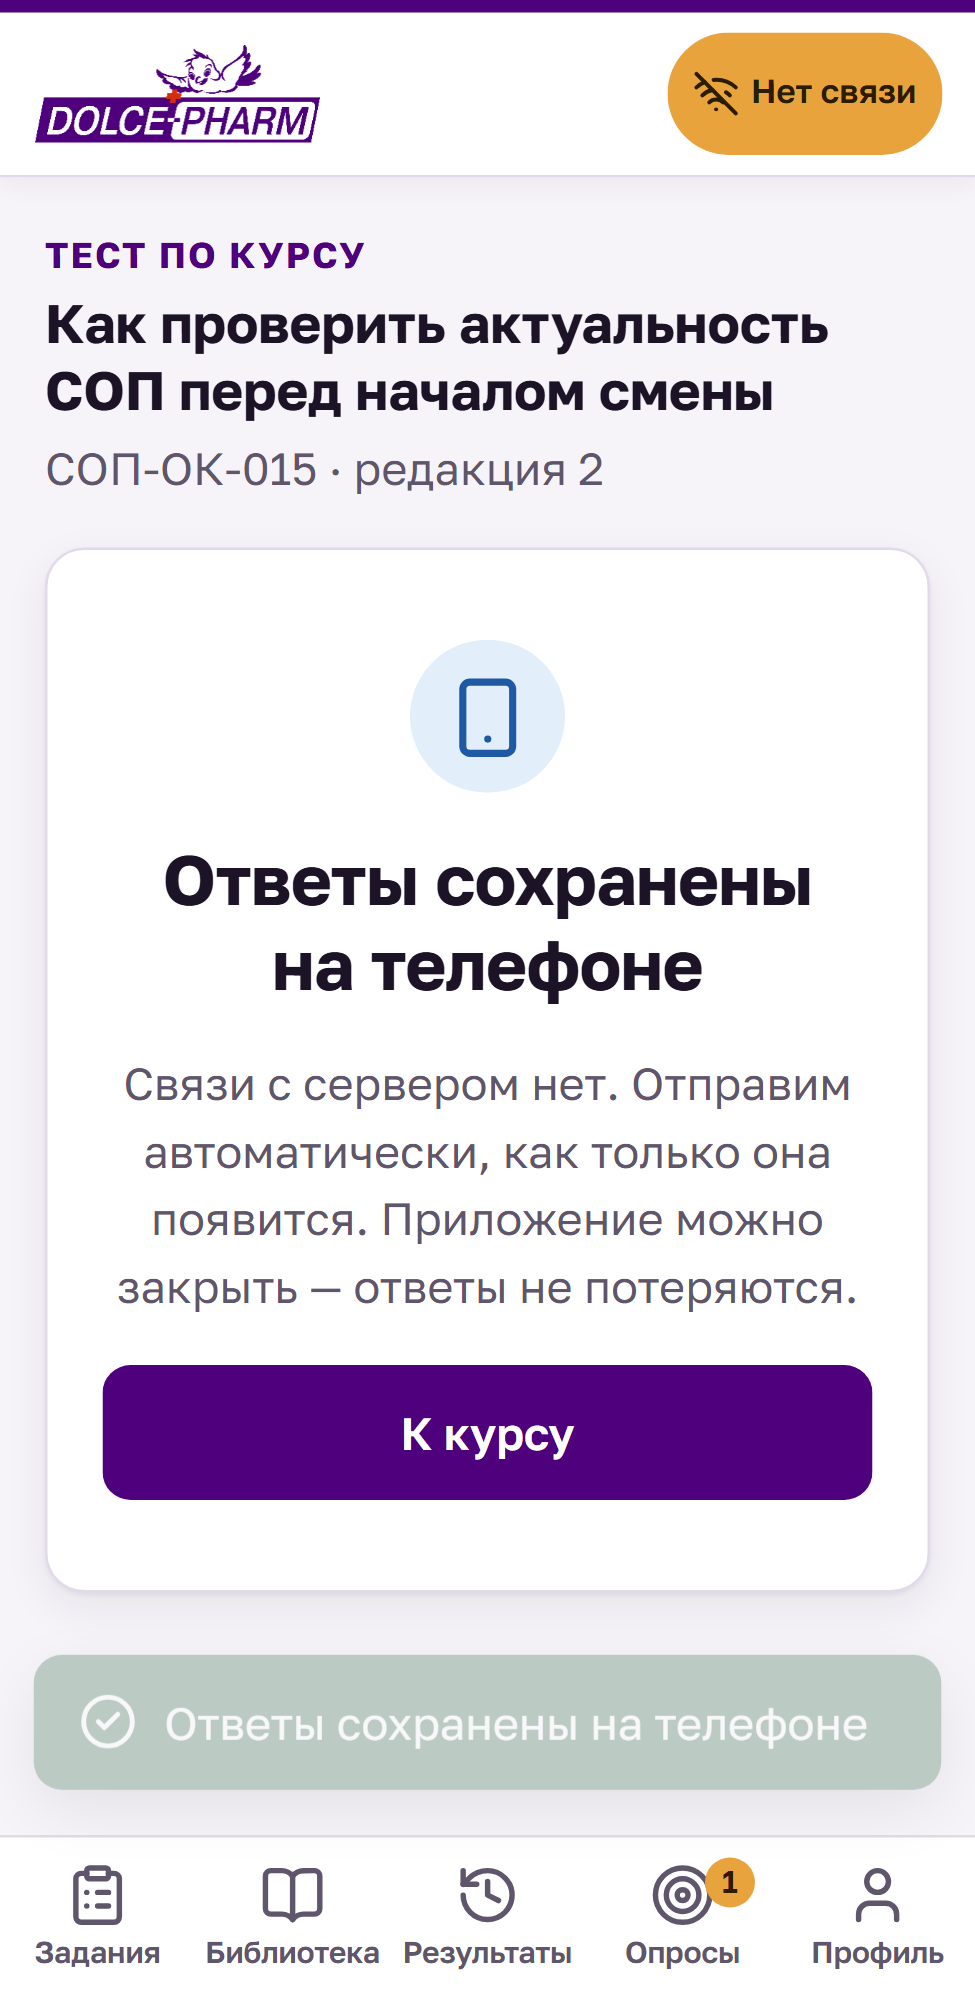 DOLCE-PHARM
Нет связи
ТЕСТ ПО КУРСУ
Как проверить актуальность
СОП перед началом смены
СОП-ОК-015 · редакция 2
Ответы сохранены
на телефоне
Связи с сервером нет. Отправим
автоматически, как только она
появится. Приложение можно
закрыть — ответы не потеряются.
К курсу
Ответы сохранены на телефоне
1
Задания
Библиотека
Результаты
Опросы
Профиль